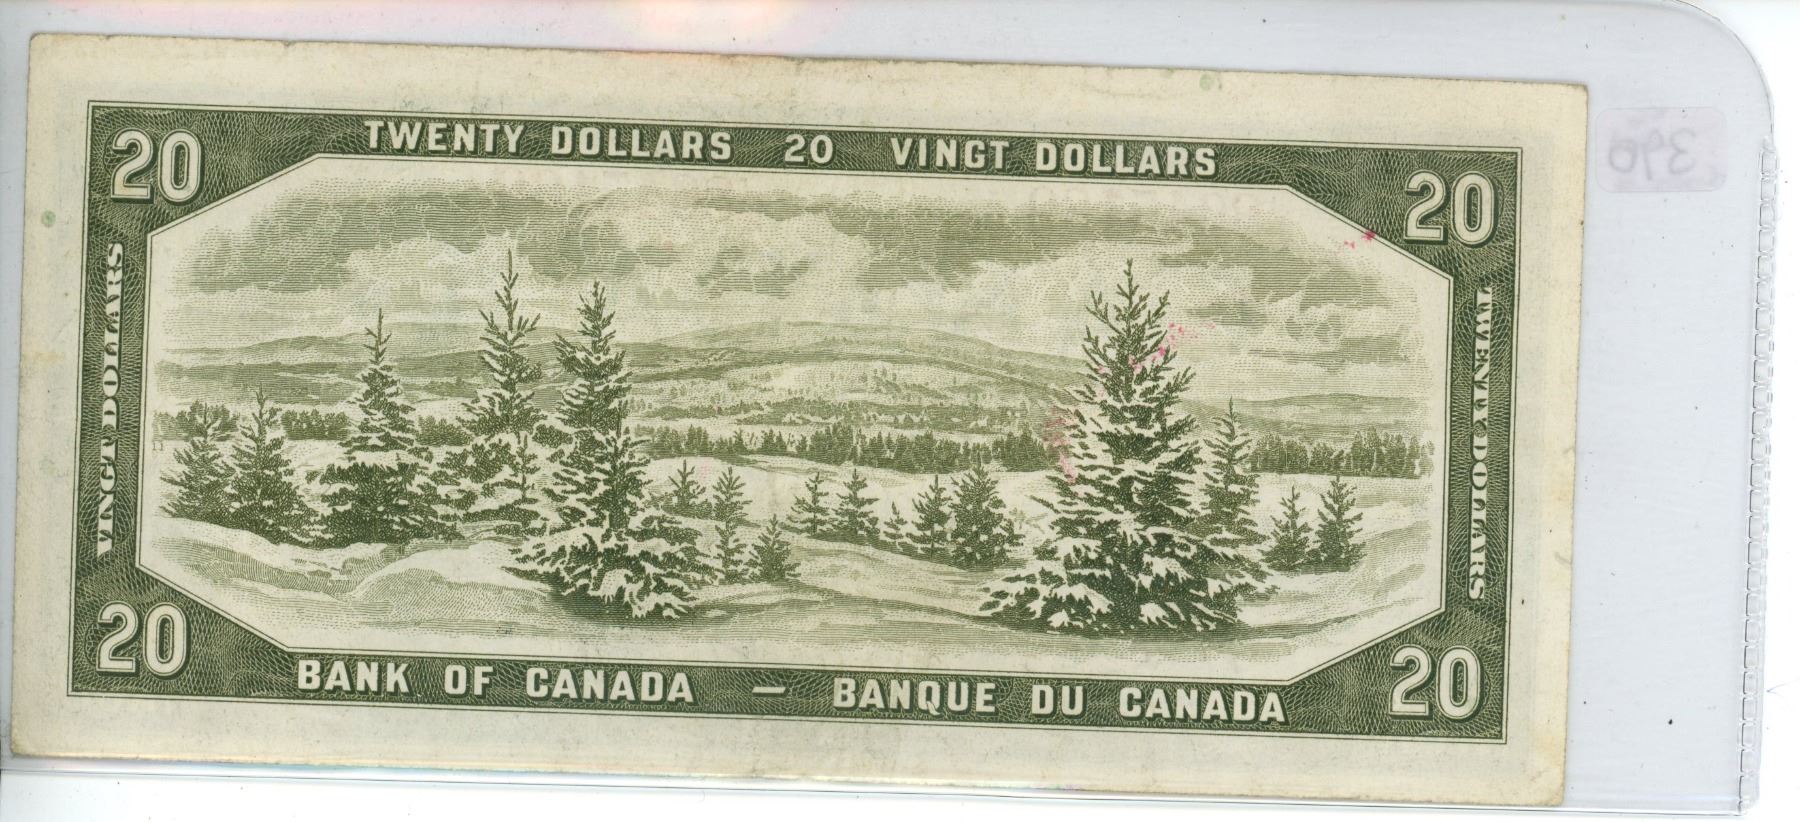 TWENTY DOLLARS 20 VINGT DOLLARS
20
20
VINGT DOLLARS
TWENTY DOLLARS
20
20
BANK OF CANADA — BANQUE DU CANADA
390